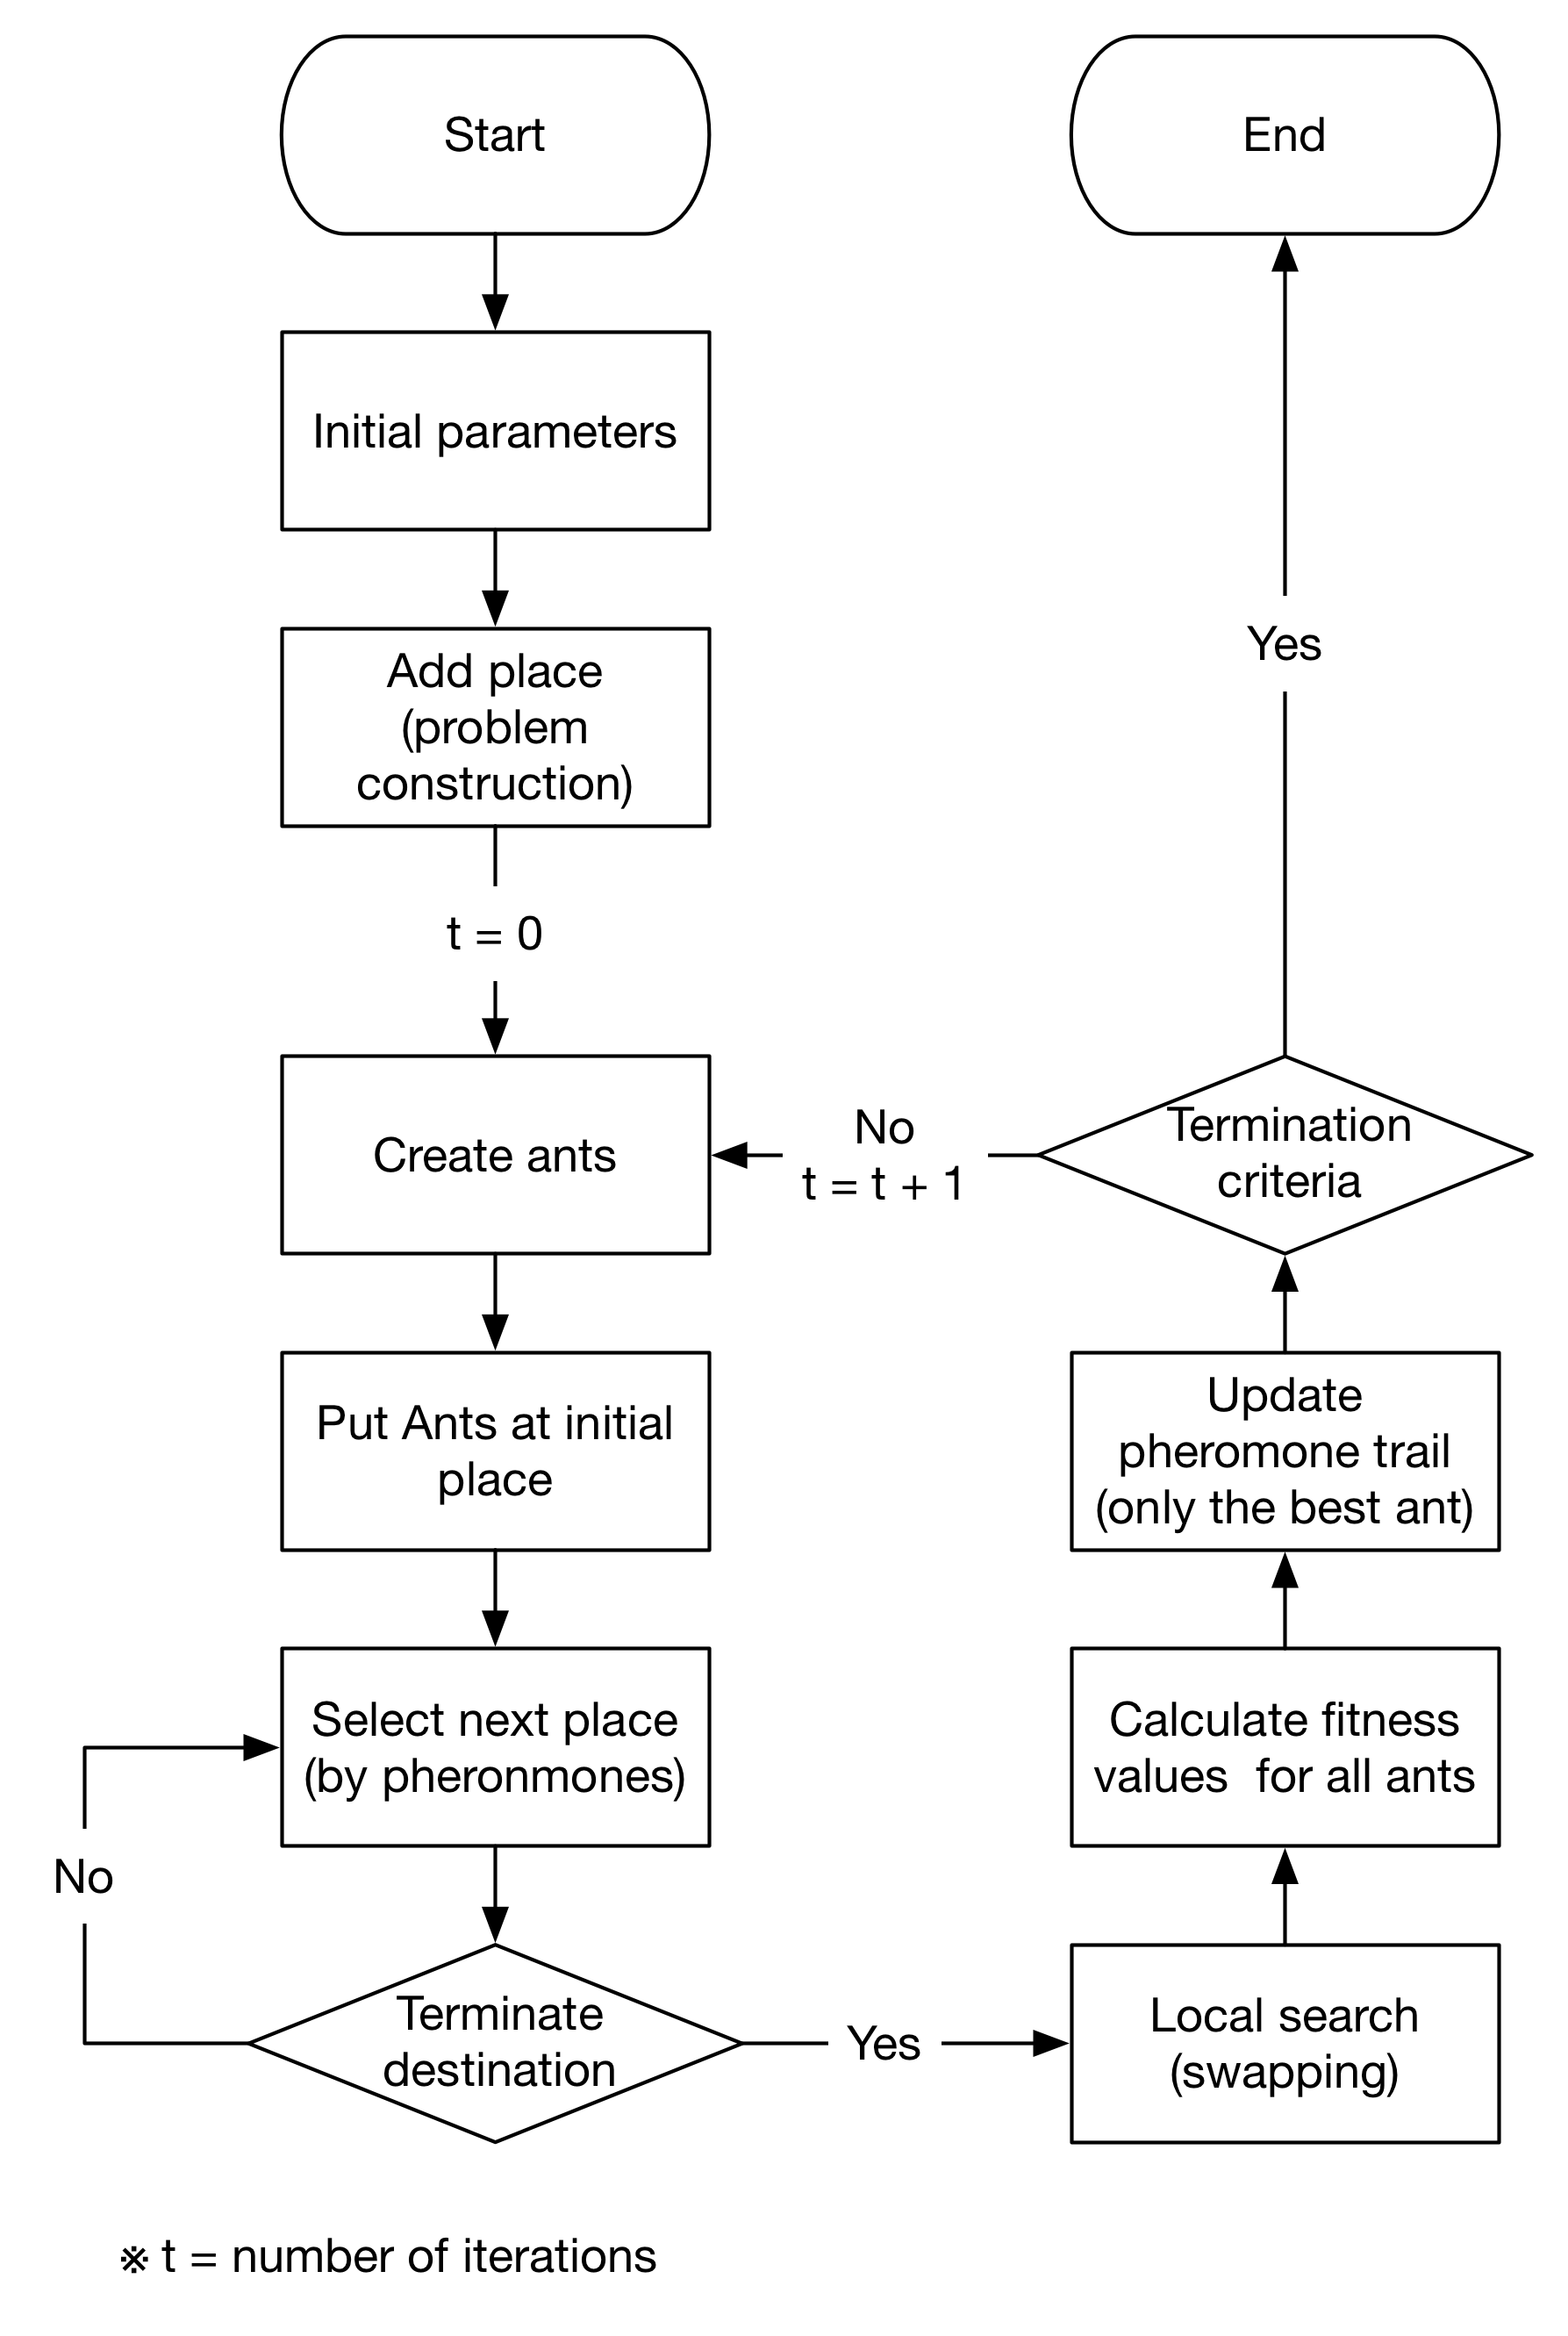 Start
Initial parameters
Add place
(problem
construction)
t = 0
Create ants
Put Ants at initial
place
Select next place
(by pheronmones)
No
Terminate
destination
Yes
Local search
(swapping)
Calculate fitness
values  for all ants
Update
pheromone trail
(only the best ant)
Termination
criteria
No
t = t + 1
Yes
End
※ t = number of iterations